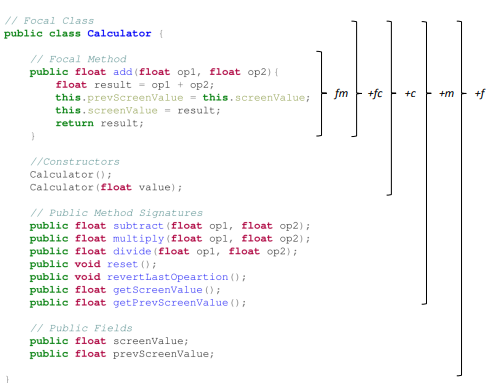 // Focal Class
public class Calculator {
// Focal Method
public float add(float op1, float op2){
float result = op1 + op2;
this.prevScreenValue = this.screenValue;
this.screenValue = result;
return result;
}
fm +fc +c +m +f
//Constructors
Calculator();
Calculator(float value);
// Public Method Signatures
public float subtract(float op1, float op2);
public float multiply(float op1, float op2);
public float divide(float op1, float op2);
public void reset();
public void revertLastOpeartion();
public float getScreenValue();
public float getPrevScreenValue();
// Public Fields
public float screenValue;
public float prevScreenValue;
}